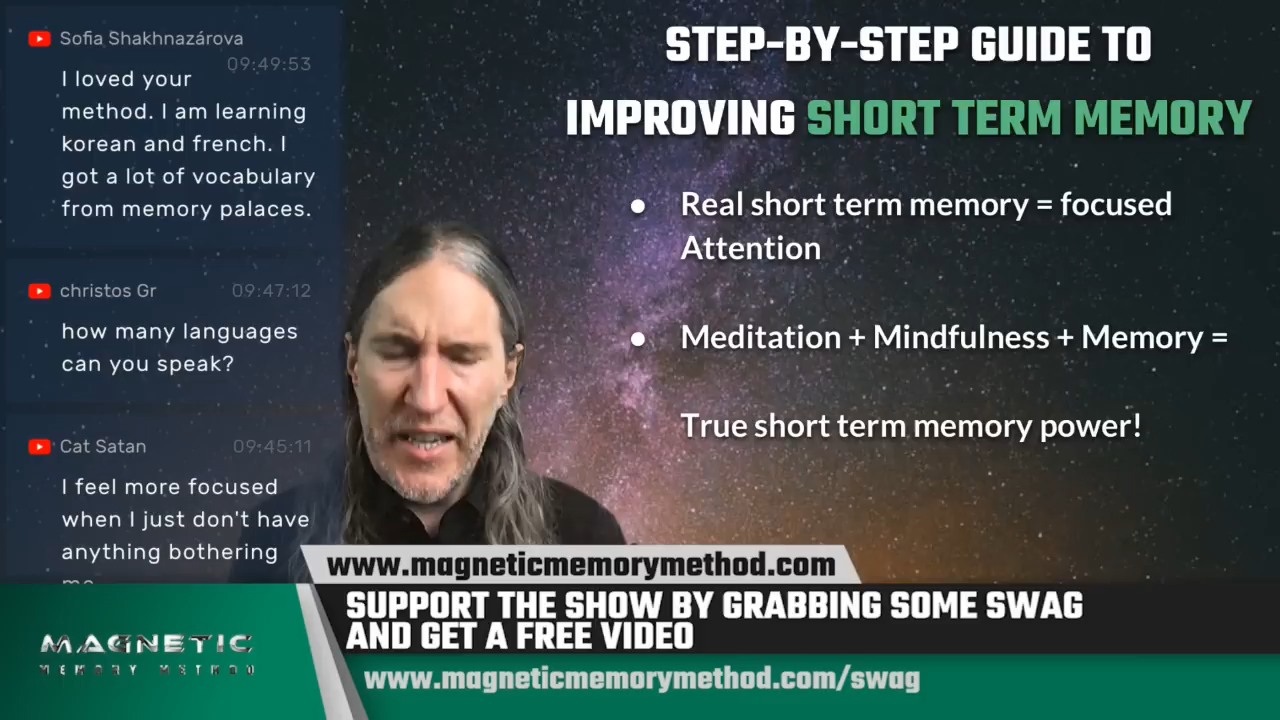 Sofia Shakhnazárova
09:49:53
I loved your
method. I am learning
korean and french. I
got a lot of vocabulary
from memory palaces.
christos Gr 09:47:12
how many languages
can you speak?
Cat Satan 09:45:11
I feel more focused
when I just don't have
anything bothering
me
STEP-BY-STEP GUIDE TO
IMPROVING SHORT TERM MEMORY
● Real short term memory = focused
Attention
● Meditation + Mindfulness + Memory =
True short term memory power!
www.magneticmemorymethod.com
SUPPORT THE SHOW BY GRABBING SOME SWAG
AND GET A FREE VIDEO
www.magneticmemorymethod.com/swag
MAGNETIC
MEMORY METHOD